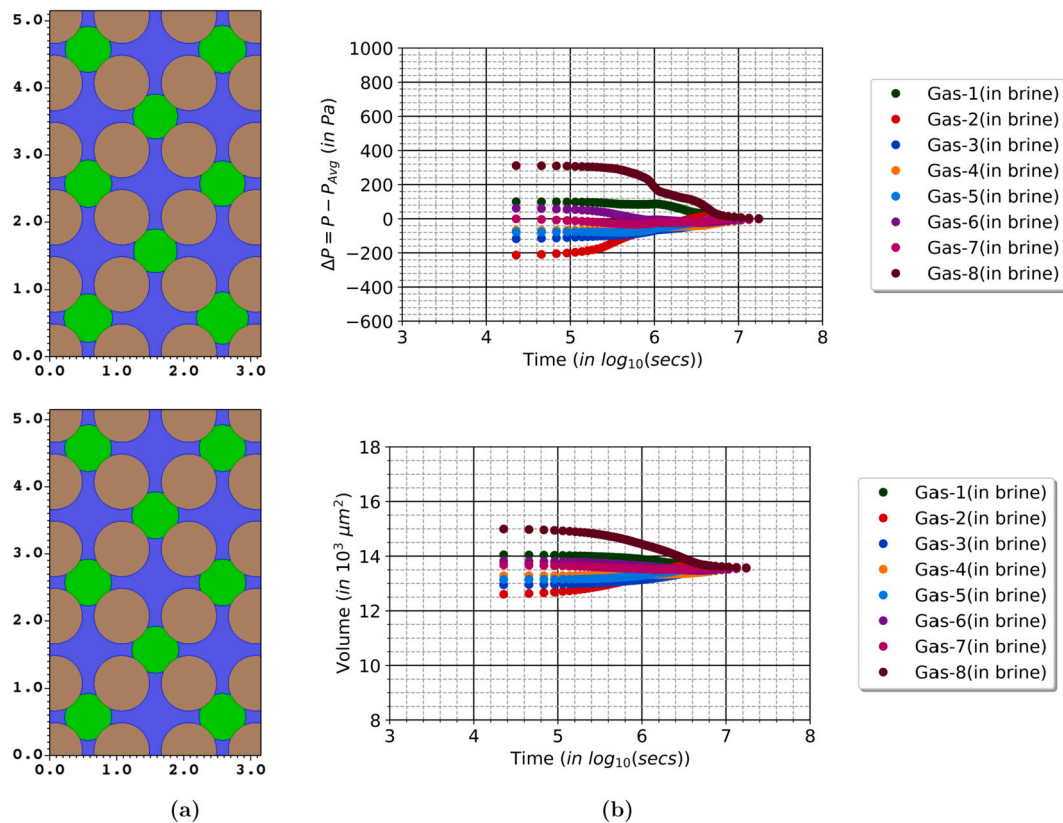 5.0
4.0
3.0
2.0
1.0
0.0
0.0 1.0 2.0 3.0
1000
800
600
400
200
0
−200
−400
−600
3 4 5 6 7 8
ΔP = P − P_Avg (in Pa)
Time (in log₁₀(secs))
Gas-1(in brine)
Gas-2(in brine)
Gas-3(in brine)
Gas-4(in brine)
Gas-5(in brine)
Gas-6(in brine)
Gas-7(in brine)
Gas-8(in brine)
5.0
4.0
3.0
2.0
1.0
0.0
0.0 1.0 2.0 3.0
18
16
14
12
10
8
3 4 5 6 7 8
Volume (in 10³ μm²)
Time (in log₁₀(secs))
Gas-1(in brine)
Gas-2(in brine)
Gas-3(in brine)
Gas-4(in brine)
Gas-5(in brine)
Gas-6(in brine)
Gas-7(in brine)
Gas-8(in brine)
(a)
(b)